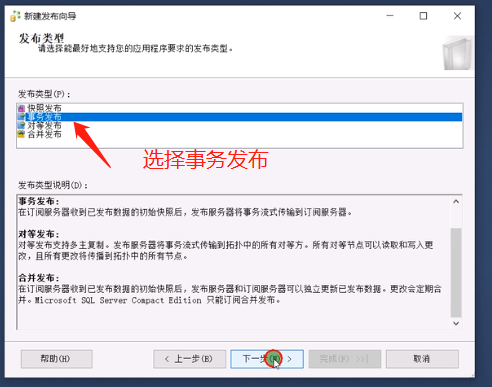 新建发布向导
发布类型
请选择能最好地支持您的应用程序要求的发布类型。
发布类型(P):
快照发布
事务发布
对等发布
合并发布
选择事务发布
发布类型说明(D):
事务发布:
在订阅服务器收到已发布数据的初始快照后，发布服务器将事务流式传输到订阅服务器。
对等发布:
对等发布支持多主复制。发布服务器将事务流式传输到拓扑中的所有对等方。所有对等节点可以读取和写入更
改，且所有更改将传播到拓扑中的所有节点。
合并发布:
在订阅服务器收到已发布数据的初始快照后，发布服务器和订阅服务器可以独立更新已发布数据。更改会定期合
并。Microsoft SQL Server Compact Edition 只能订阅合并发布。
帮助(H)
< 上一步(B)
下一步(N) >
完成(F) >>|
取消